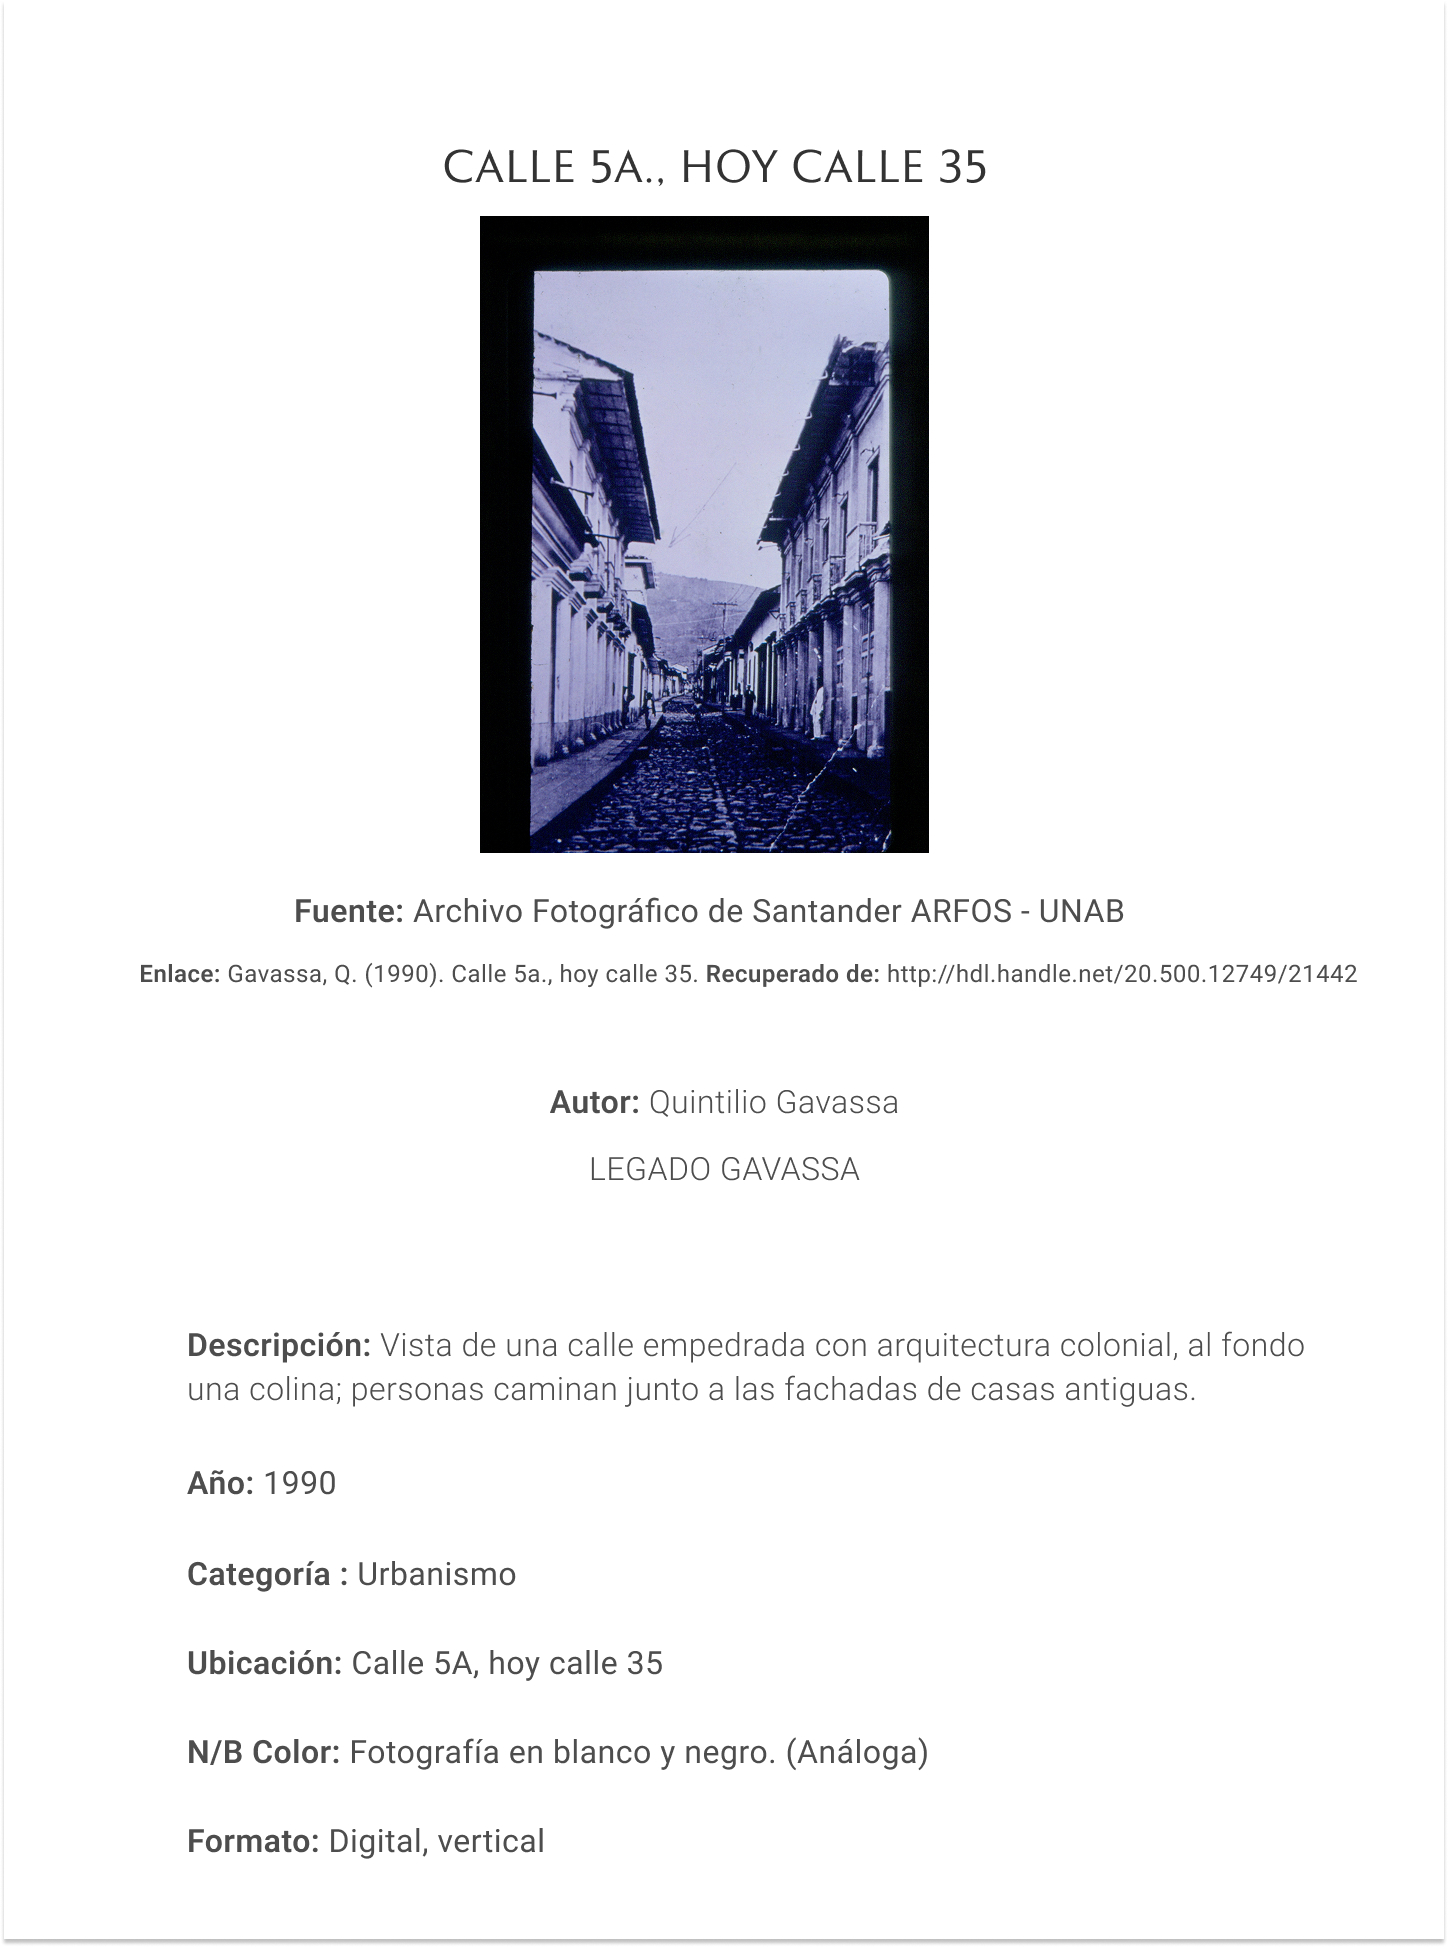 CALLE 5A., HOY CALLE 35
Fuente: Archivo Fotográfico de Santander ARFOS - UNAB
Enlace: Gavassa, Q. (1990). Calle 5a., hoy calle 35. Recuperado de: http://hdl.handle.net/20.500.12749/21442
Autor: Quintilio Gavassa
LEGADO GAVASSA
Descripción: Vista de una calle empedrada con arquitectura colonial, al fondo
una colina; personas caminan junto a las fachadas de casas antiguas.
Año: 1990
Categoría : Urbanismo
Ubicación: Calle 5A, hoy calle 35
N/B Color: Fotografía en blanco y negro. (Análoga)
Formato: Digital, vertical